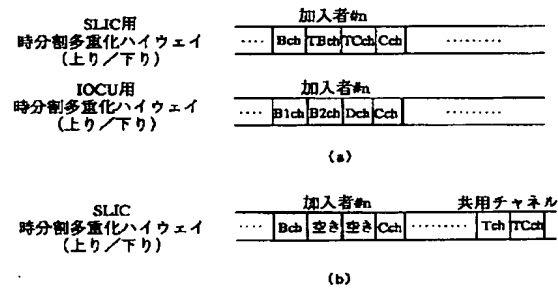 加入者#n
SLIC用
時分割多重化ハイウェイ
(上り/下り)
‥‥ Bch TBch TCch Cch ‥‥‥‥‥
加入者#n
IOCU用
時分割多重化ハイウェイ
(上り/下り)
‥‥ B1ch B2ch Dch Cch ‥‥‥‥‥
(a)
加入者#n 共用チャネル
SLIC
時分割多重化ハイウェイ
(上り/下り)
‥‥ Bch 空き 空き Cch ‥‥‥‥‥ Tch TCch
(b)